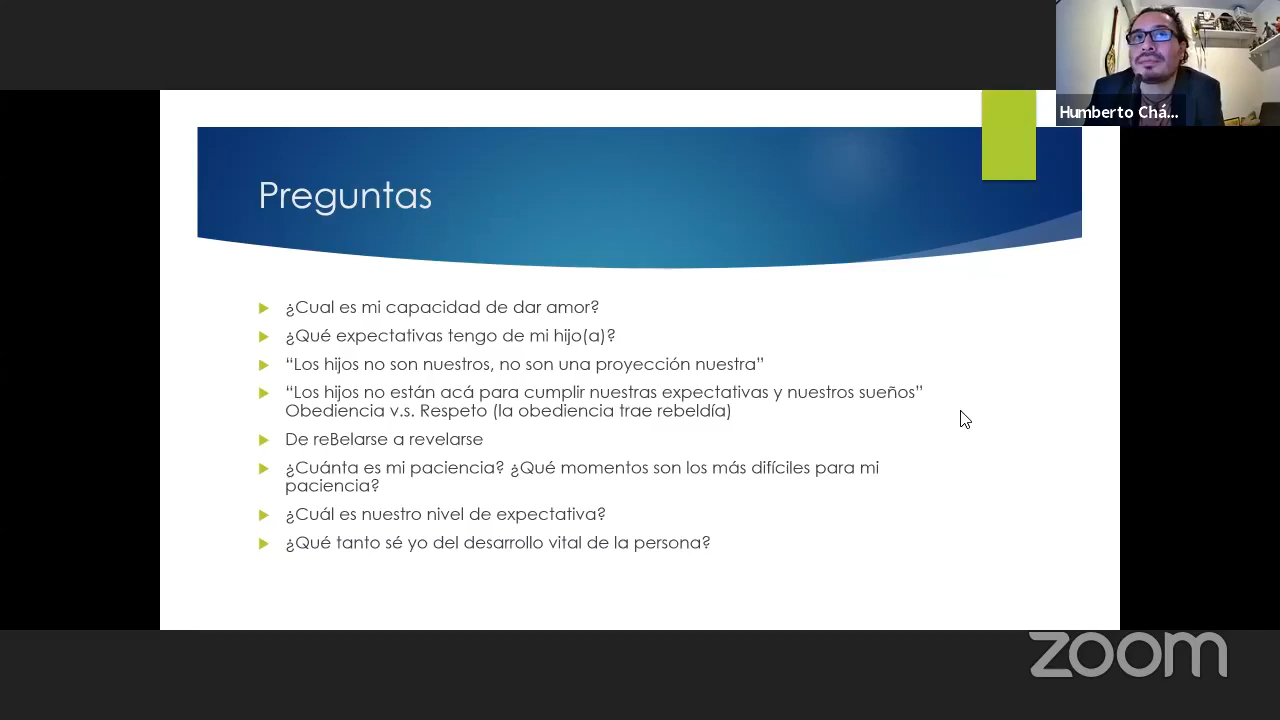 Humberto Chá...
Preguntas
¿Cual es mi capacidad de dar amor?
¿Qué expectativas tengo de mi hijo(a)?
“Los hijos no son nuestros, no son una proyección nuestra”
“Los hijos no están acá para cumplir nuestras expectativas y nuestros sueños”
Obediencia v.s. Respeto (la obediencia trae rebeldía)
De reBelarse a revelarse
¿Cuánta es mi paciencia? ¿Qué momentos son los más difíciles para mi
paciencia?
¿Cuál es nuestro nivel de expectativa?
¿Qué tanto sé yo del desarrollo vital de la persona?
zoom